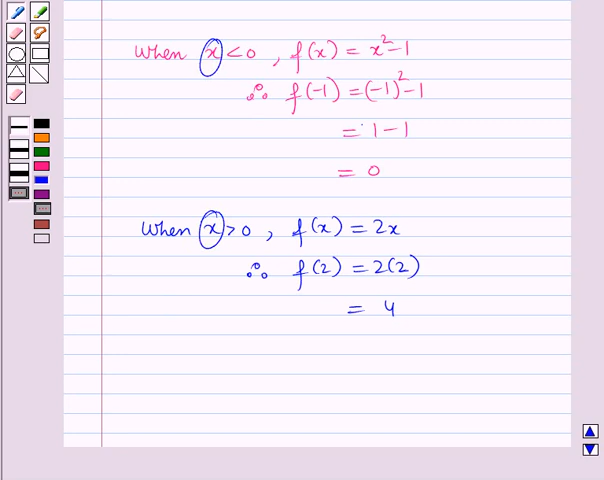 When x < 0 , f(x) = x² – 1
∴ f(-1) = (-1)² – 1
= 1 – 1
= 0
When x > 0 , f(x) = 2x
∴ f(2) = 2(2)
= 4